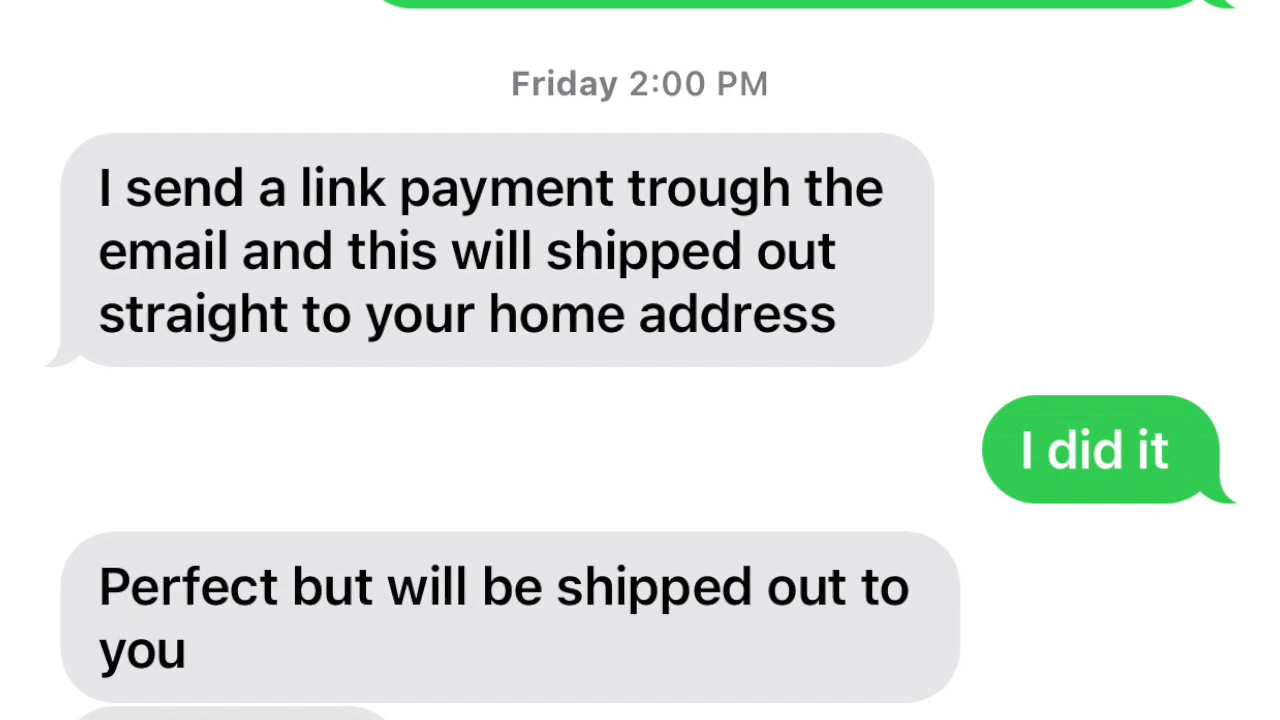 Friday 2:00 PM
I send a link payment trough the
email and this will shipped out
straight to your home address
I did it
Perfect but will be shipped out to
you